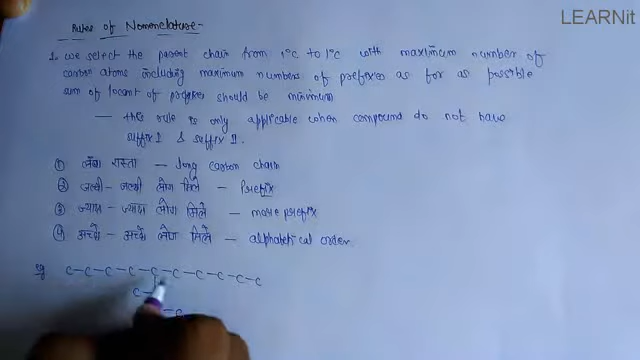 LEARNit
Rules of Nomenclature-
1. we select the parent chain from 1°C to 1°C with maximum number of
carbon atoms including maximum numbers of prefixes as for as possible
sum of locant of prefixes should be minimum
— this rule is only applicable when compound do not have
suffix I & suffix II.
① लंबा रास्ता — long carbon chain
② जल्दी - जल्दी लोग मिले — Prefix
③ ज्यादा - ज्यादा लोग मिले — more prefix
④ अच्छे - अच्छे लोग मिले — alphabetical order
eg C-C-C-C-C-C-C-C-C-C
C-
-C